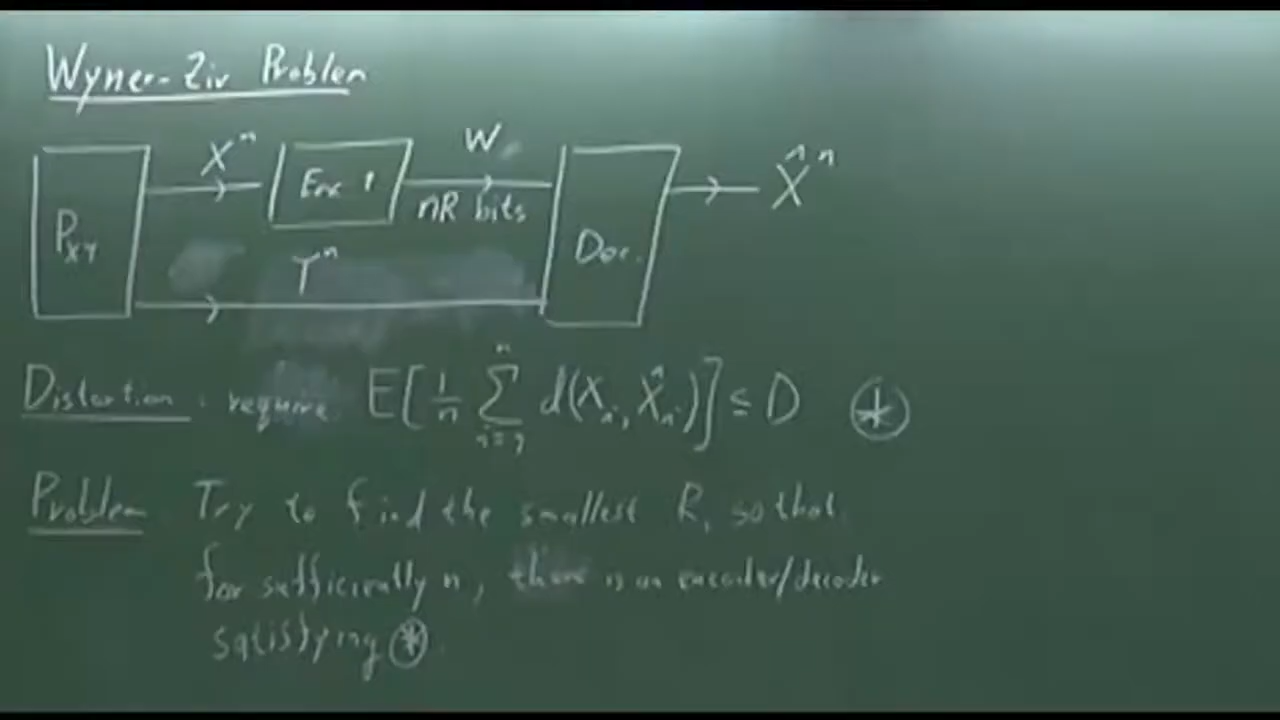 Wyner-Ziv Problem
P_XY
X^n
Enc 1
W
nR bits
Y^n
Dec.
X̂^n
Distortion: require E[1/n Σ_{i=1}^n d(X_i, X̂_i)] ≤ D ⊛
Problem Try to find the smallest R, so that
for sufficiently n, there is an encoder/decoder
satisfying ⊛.